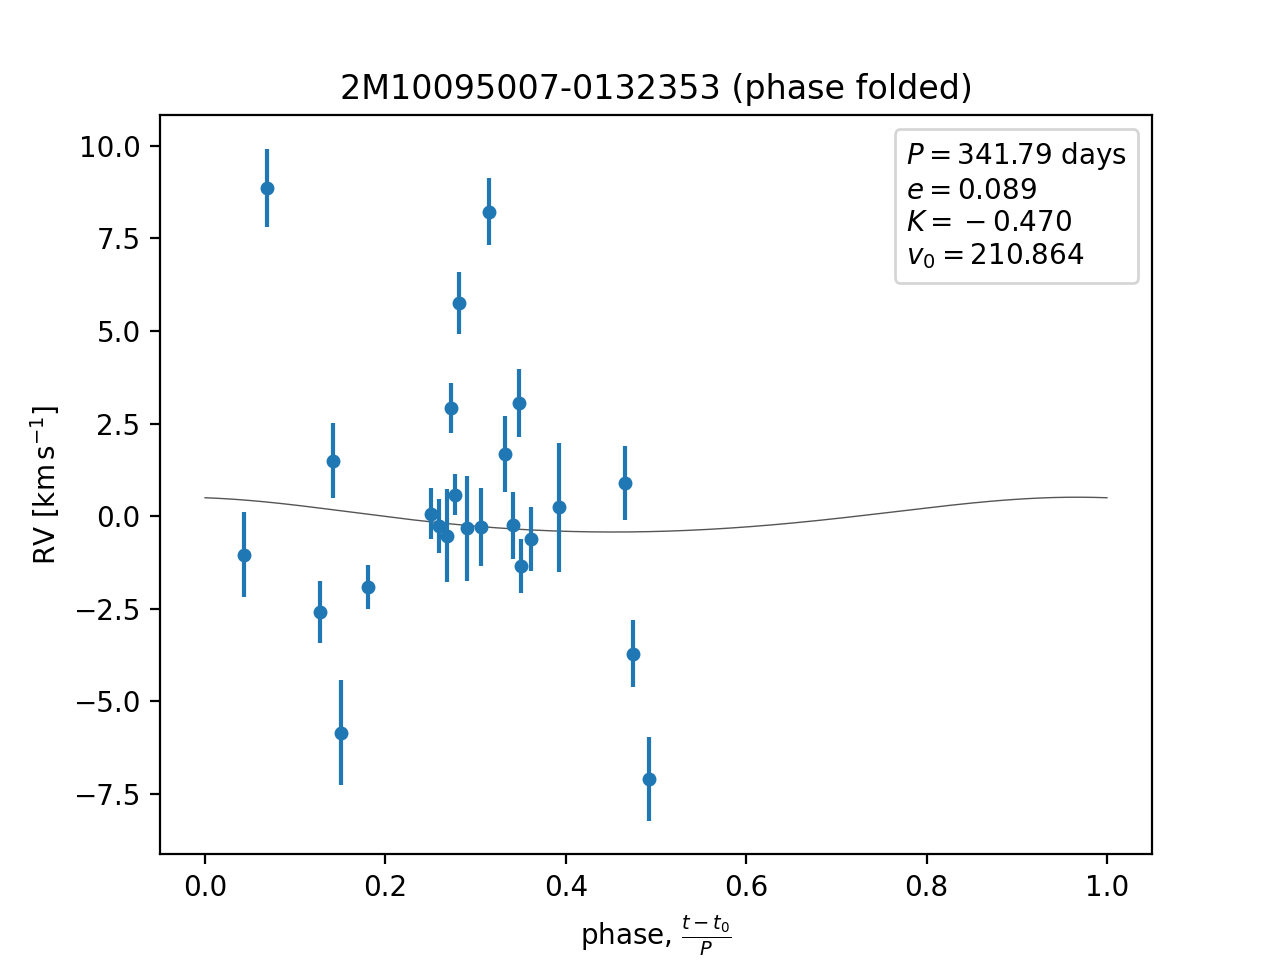 2M10095007-0132353 (phase folded)
P = 341.79 days
e = 0.089
K = −0.470
v₀ = 210.864
10.0
7.5
5.0
2.5
0.0
−2.5
−5.0
−7.5
RV [km s⁻¹]
0.0 0.2 0.4 0.6 0.8 1.0
phase, (t − t₀)/P